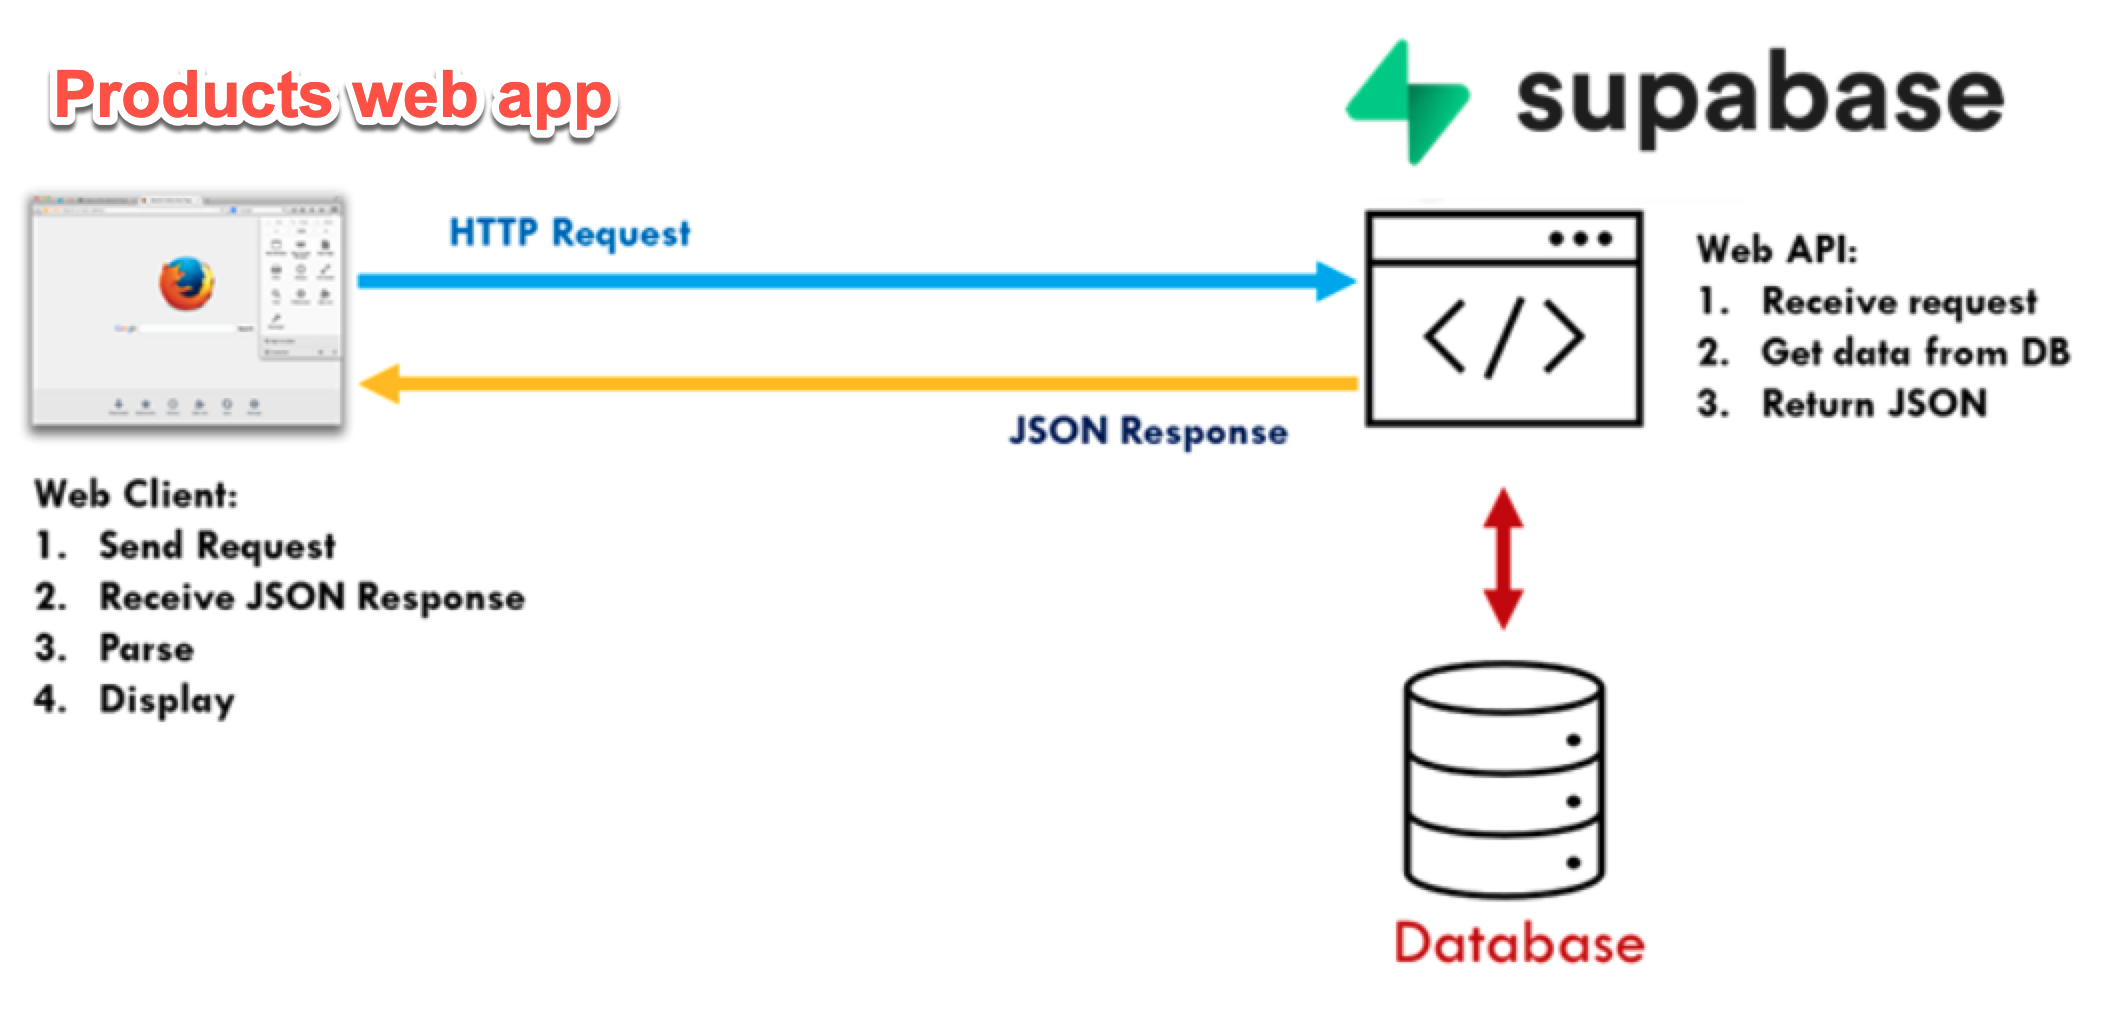 Products web app
supabase
HTTP Request
JSON Response
Web API:
1. Receive request
2. Get data from DB
3. Return JSON
Web Client:
1. Send Request
2. Receive JSON Response
3. Parse
4. Display
</>
Database